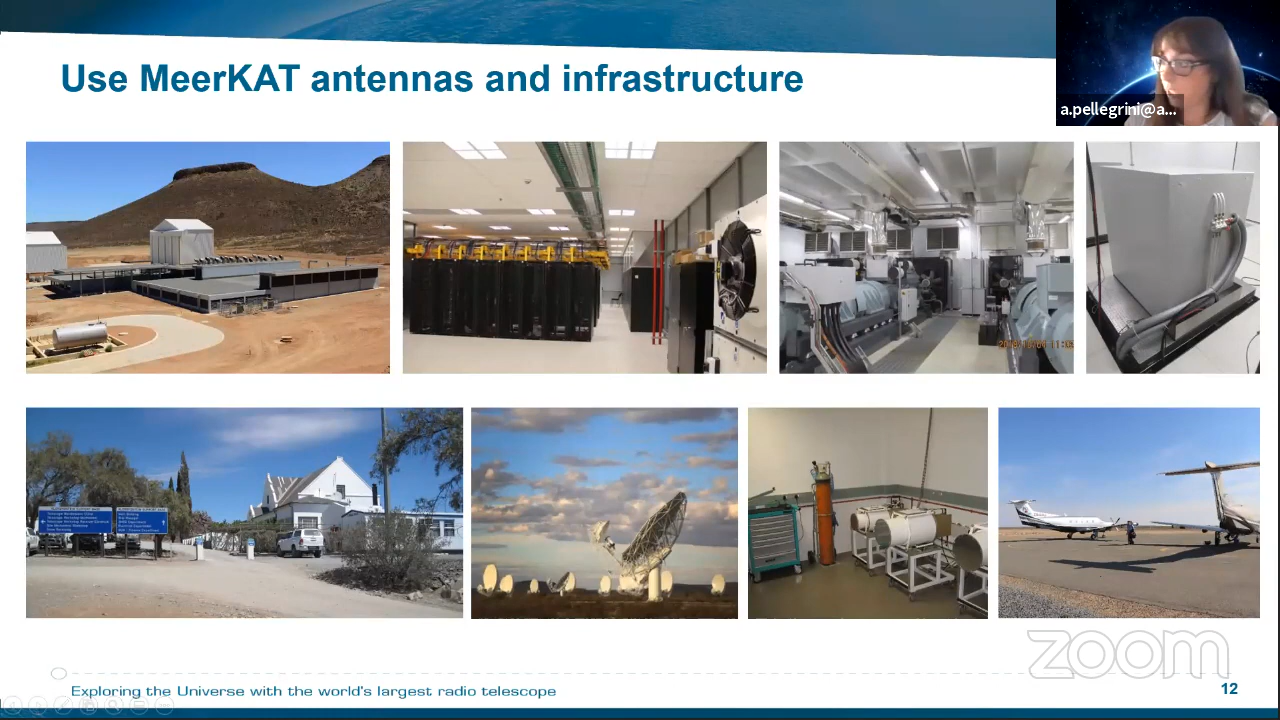 Use MeerKAT antennas and infrastructure
a.pellegrini@a...
zoom
Exploring the Universe with the world's largest radio telescope
12